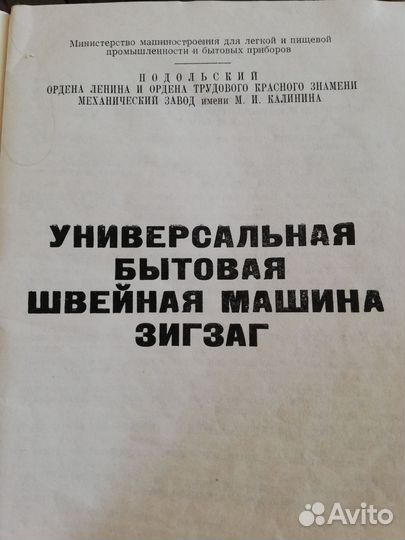 Министерство машиностроения для легкой и пищевой
промышленности и бытовых приборов
ПОДОЛЬСКИЙ
ОРДЕНА ЛЕНИНА И ОРДЕНА ТРУДОВОГО КРАСНОГО ЗНАМЕНИ
МЕХАНИЧЕСКИЙ ЗАВОД имени М. И. КАЛИНИНА
УНИВЕРСАЛЬНАЯ
БЫТОВАЯ
ШВЕЙНАЯ МАШИНА
ЗИГЗАГ
Avito